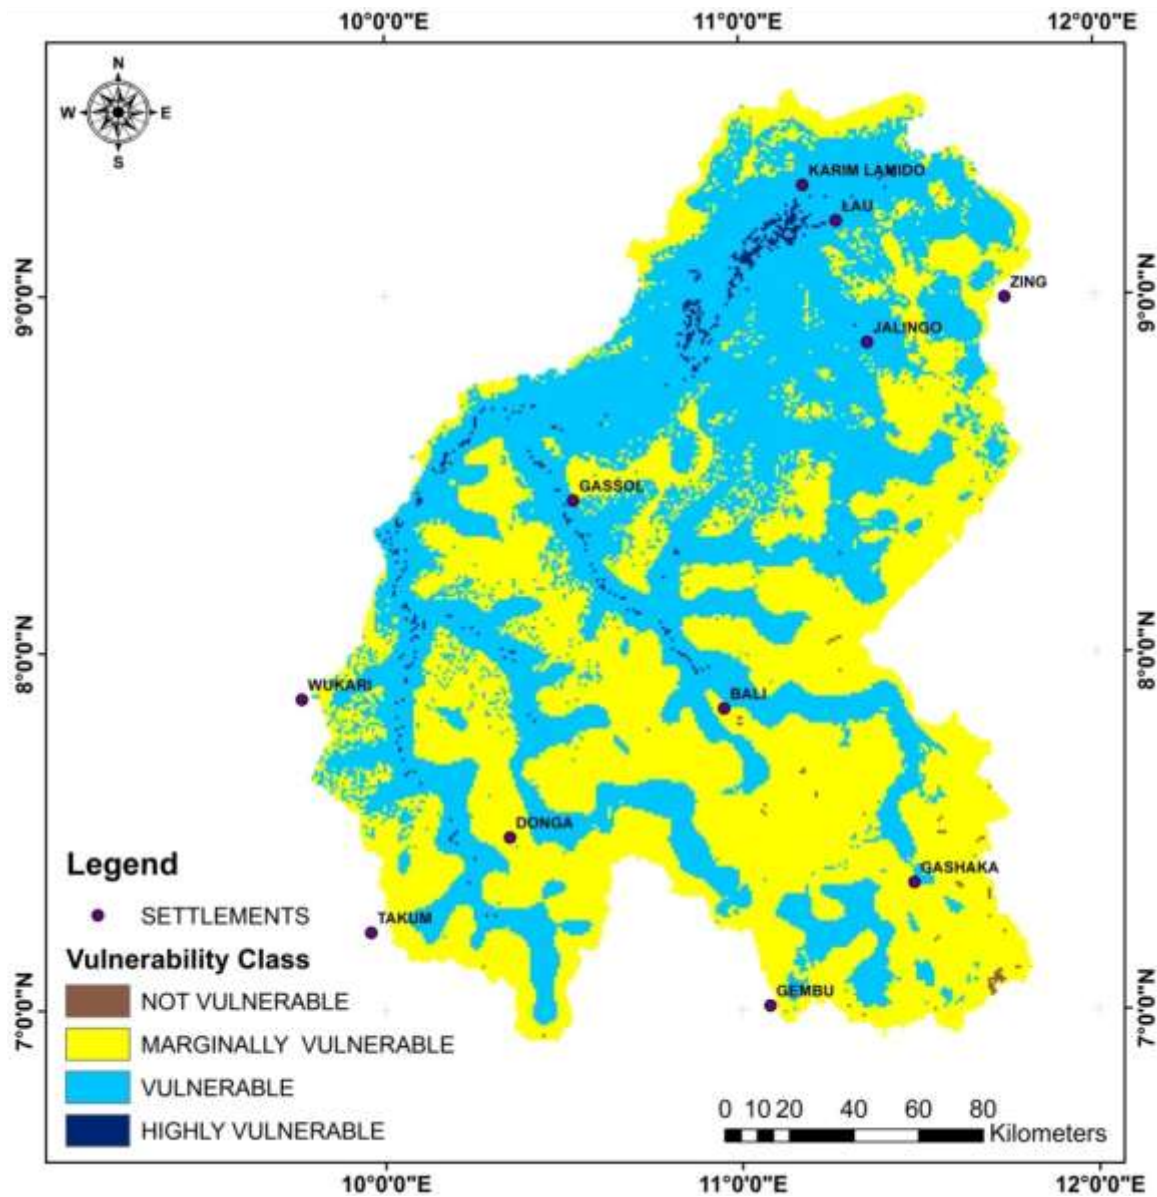 10°0'0"E 11°0'0"E 12°0'0"E
N
W E
S
KARIM LAMIDO
LAU
ZING
9°0'0"N 9°0'0"N
JALINGO
GASSOL
8°0'0"N 8°0'0"N
WUKARI
BALI
DONGA
Legend
GASHAKA
SETTLEMENTS
TAKUM
Vulnerability Class
NOT VULNERABLE
GEMBU
7°0'0"N 7°0'0"N
MARGINALLY VULNERABLE
VULNERABLE
0 10 20 40 60 80
Kilometers
HIGHLY VULNERABLE
10°0'0"E 11°0'0"E 12°0'0"E